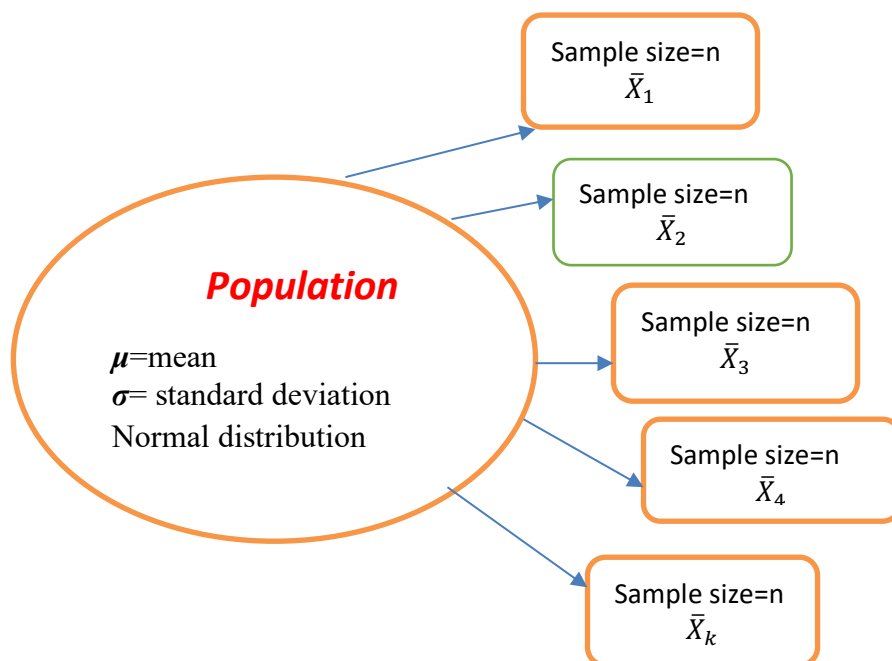 Sample size=n
X̄₁
Sample size=n
X̄₂
Population
Sample size=n
X̄₃
μ=mean
σ= standard deviation
Normal distribution
Sample size=n
X̄₄
Sample size=n
X̄ₖ